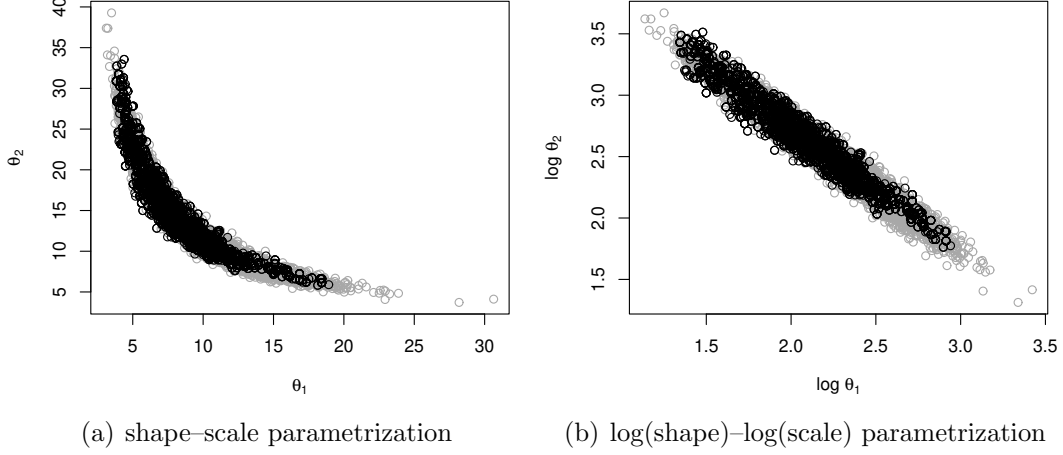 40
35
30
25
20
15
10
5
θ2
5 10 15 20 25 30
θ1
(a) shape–scale parametrization
3.5
3.0
2.5
2.0
1.5
log θ2
1.5 2.0 2.5 3.0 3.5
log θ1
(b) log(shape)–log(scale) parametrization